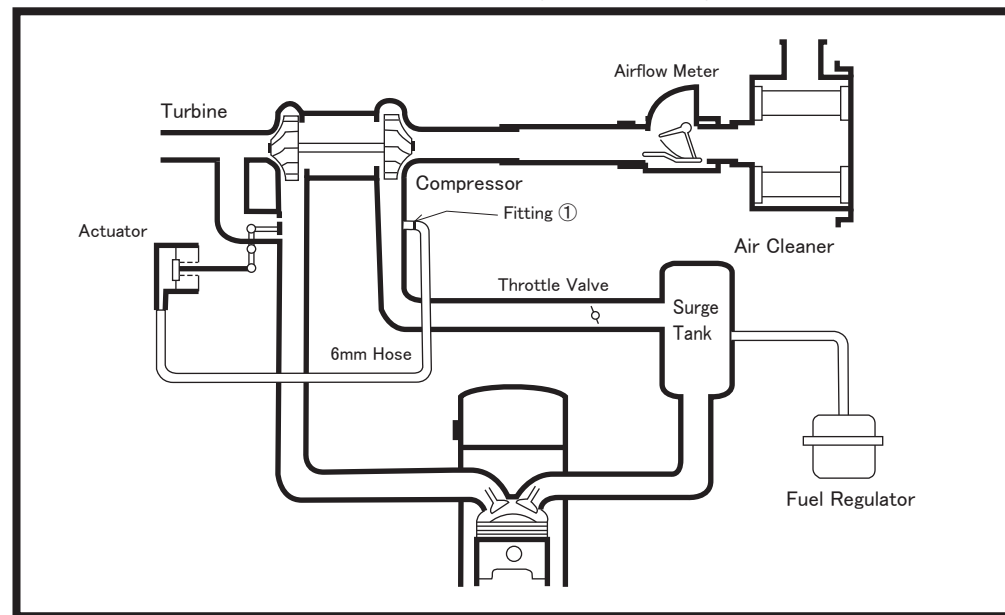 Airflow Meter
Turbine
Compressor
Fitting ①
Actuator
Air Cleaner
Throttle Valve
Surge
Tank
6mm Hose
Fuel Regulator